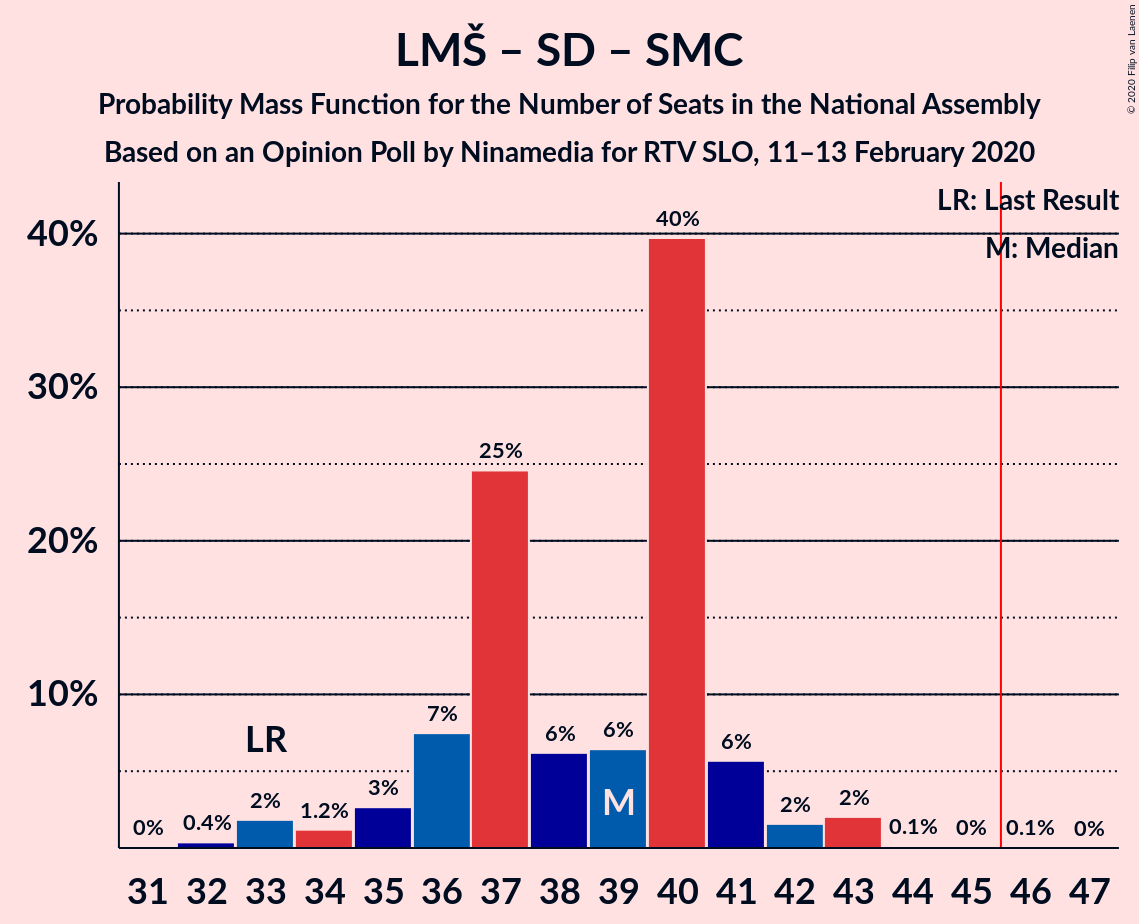 LMŠ – SD – SMC
Probability Mass Function for the Number of Seats in the National Assembly
Based on an Opinion Poll by Ninamedia for RTV SLO, 11–13 February 2020
© 2020 Filip van Laenen
LR: Last Result
M: Median
40%
30%
20%
10%
0%
0.4%
2%
1.2%
3%
7%
25%
6%
6%
40%
6%
2%
2%
0.1%
0%
0.1%
0%
LR
M
31 32 33 34 35 36 37 38 39 40 41 42 43 44 45 46 47